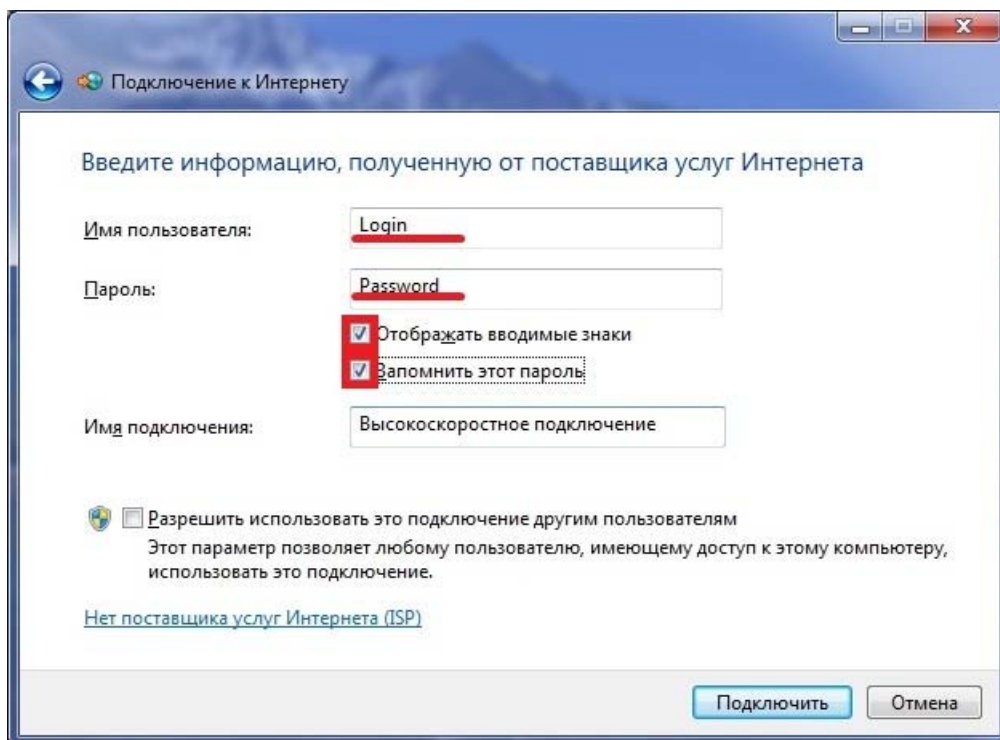 Подключение к Интернету
Введите информацию, полученную от поставщика услуг Интернета
Имя пользователя:
Login
Пароль:
Password
Отображать вводимые знаки
Запомнить этот пароль
Имя подключения:
Высокоскоростное подключение
Разрешить использовать это подключение другим пользователям
Этот параметр позволяет любому пользователю, имеющему доступ к этому компьютеру,
использовать это подключение.
Нет поставщика услуг Интернета (ISP)
Подключить
Отмена